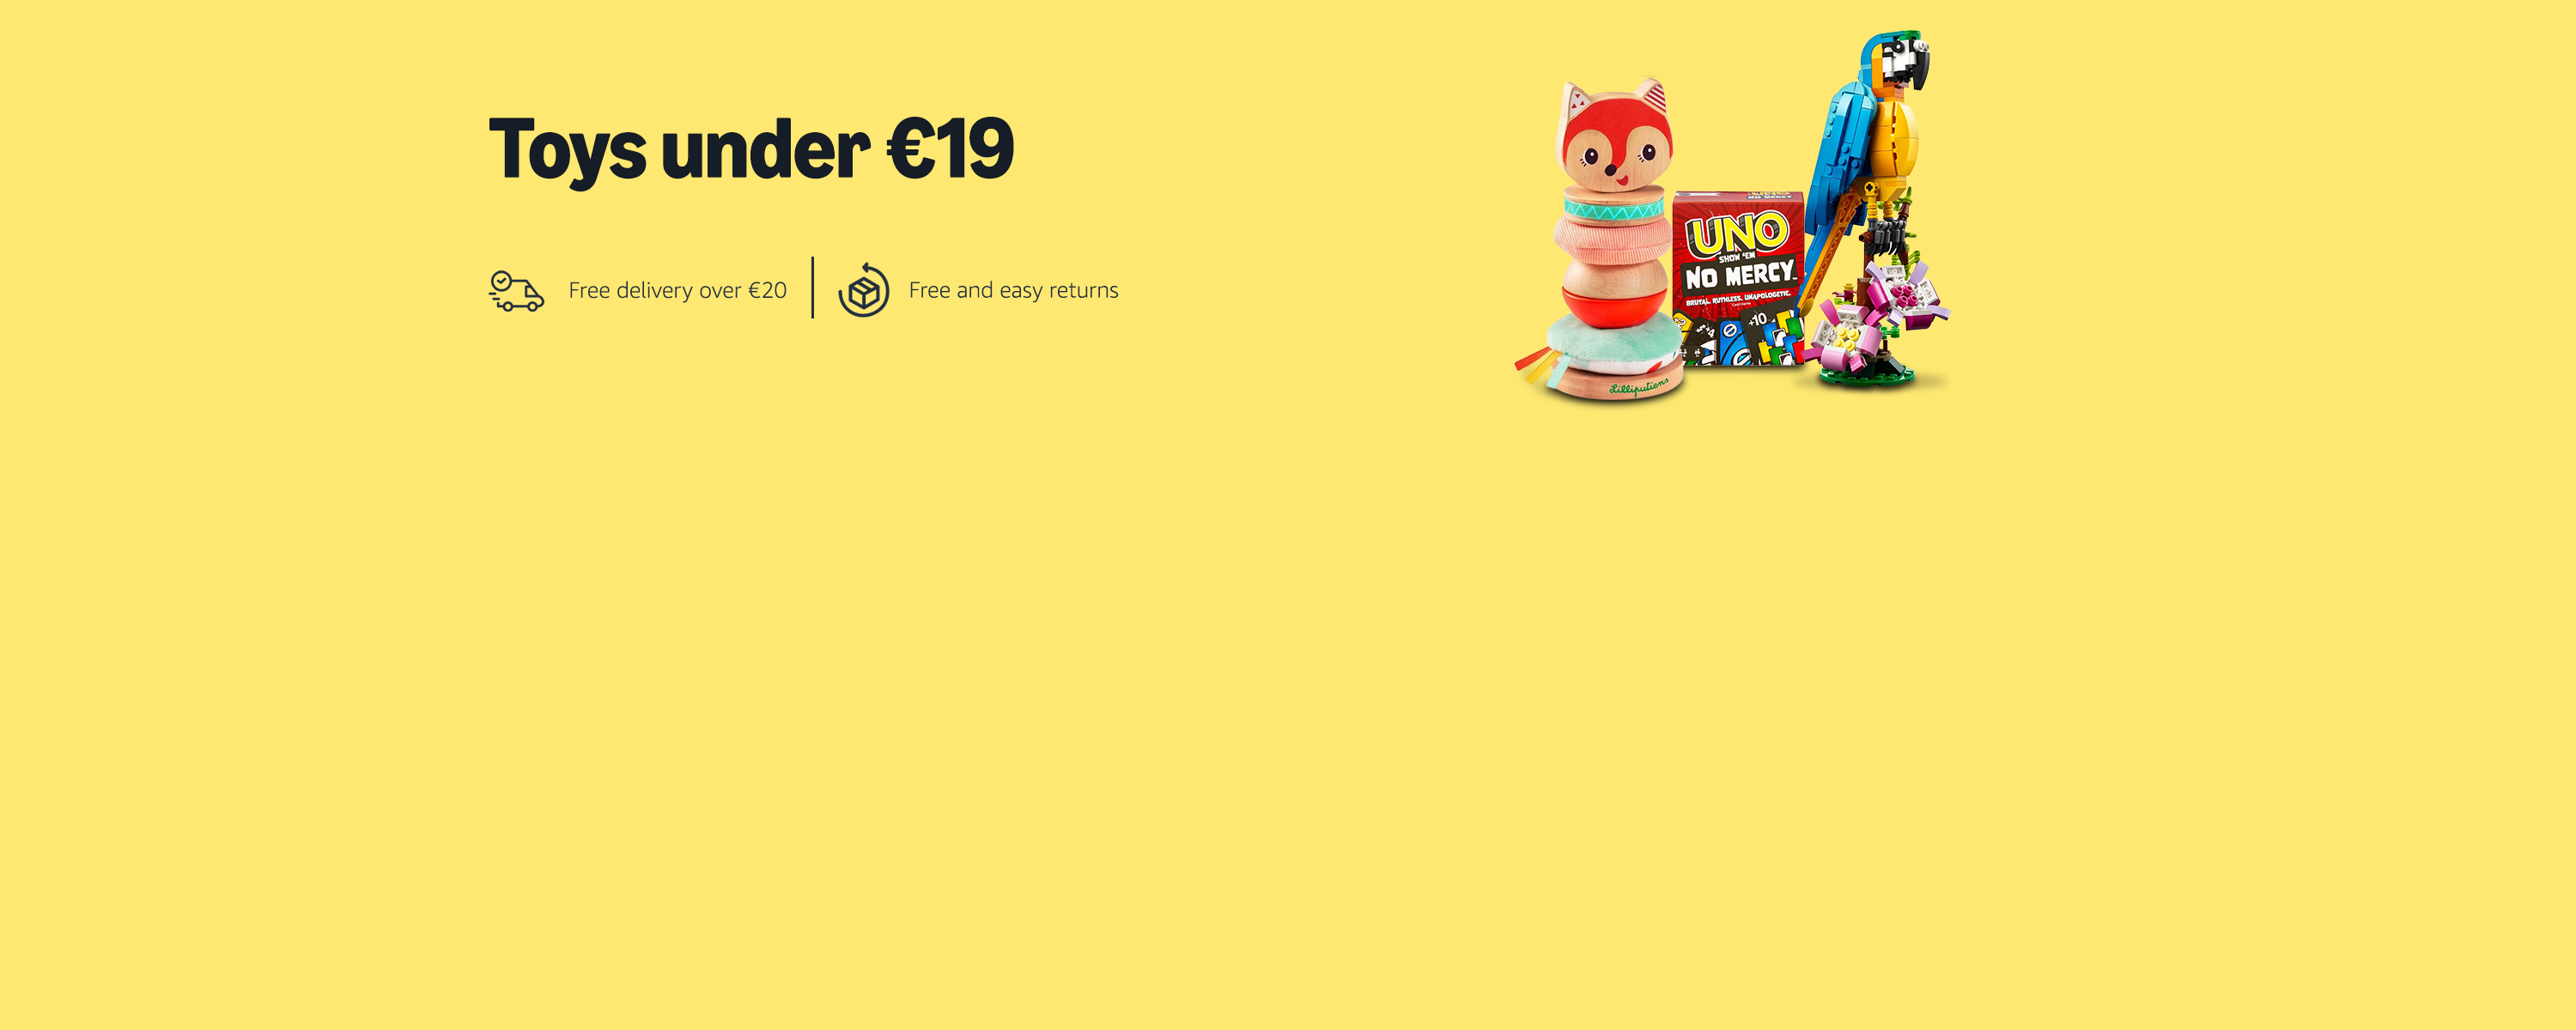 Toys under €19
Free delivery over €20
Free and easy returns
UNO
SHOW 'EM
NO MERCY
BRUTAL. RUTHLESS. UNAPOLOGETIC.
+10
Lilliputiens